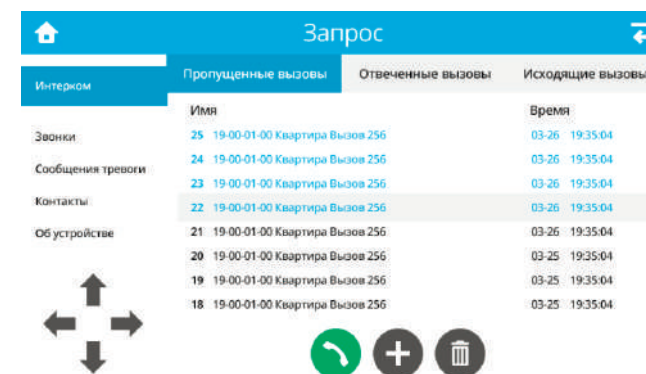 Запрос
Интерком
Звонки
Сообщения тревоги
Контакты
Об устройстве
Пропущенные вызовы Отвеченные вызовы Исходящие вызовы
Имя Время
25 19-00-01-00 Квартира Вызов 256 03-26 19:35:04
24 19-00-01-00 Квартира Вызов 256 03-26 19:35:04
23 19-00-01-00 Квартира Вызов 256 03-26 19:35:04
22 19-00-01-00 Квартира Вызов 256 03-26 19:35:04
21 19-00-01-00 Квартира Вызов 256 03-26 19:35:04
20 19-00-01-00 Квартира Вызов 256 03-25 19:35:04
19 19-00-01-00 Квартира Вызов 256 03-25 19:35:04
18 19-00-01-00 Квартира Вызов 256 03-25 19:35:04